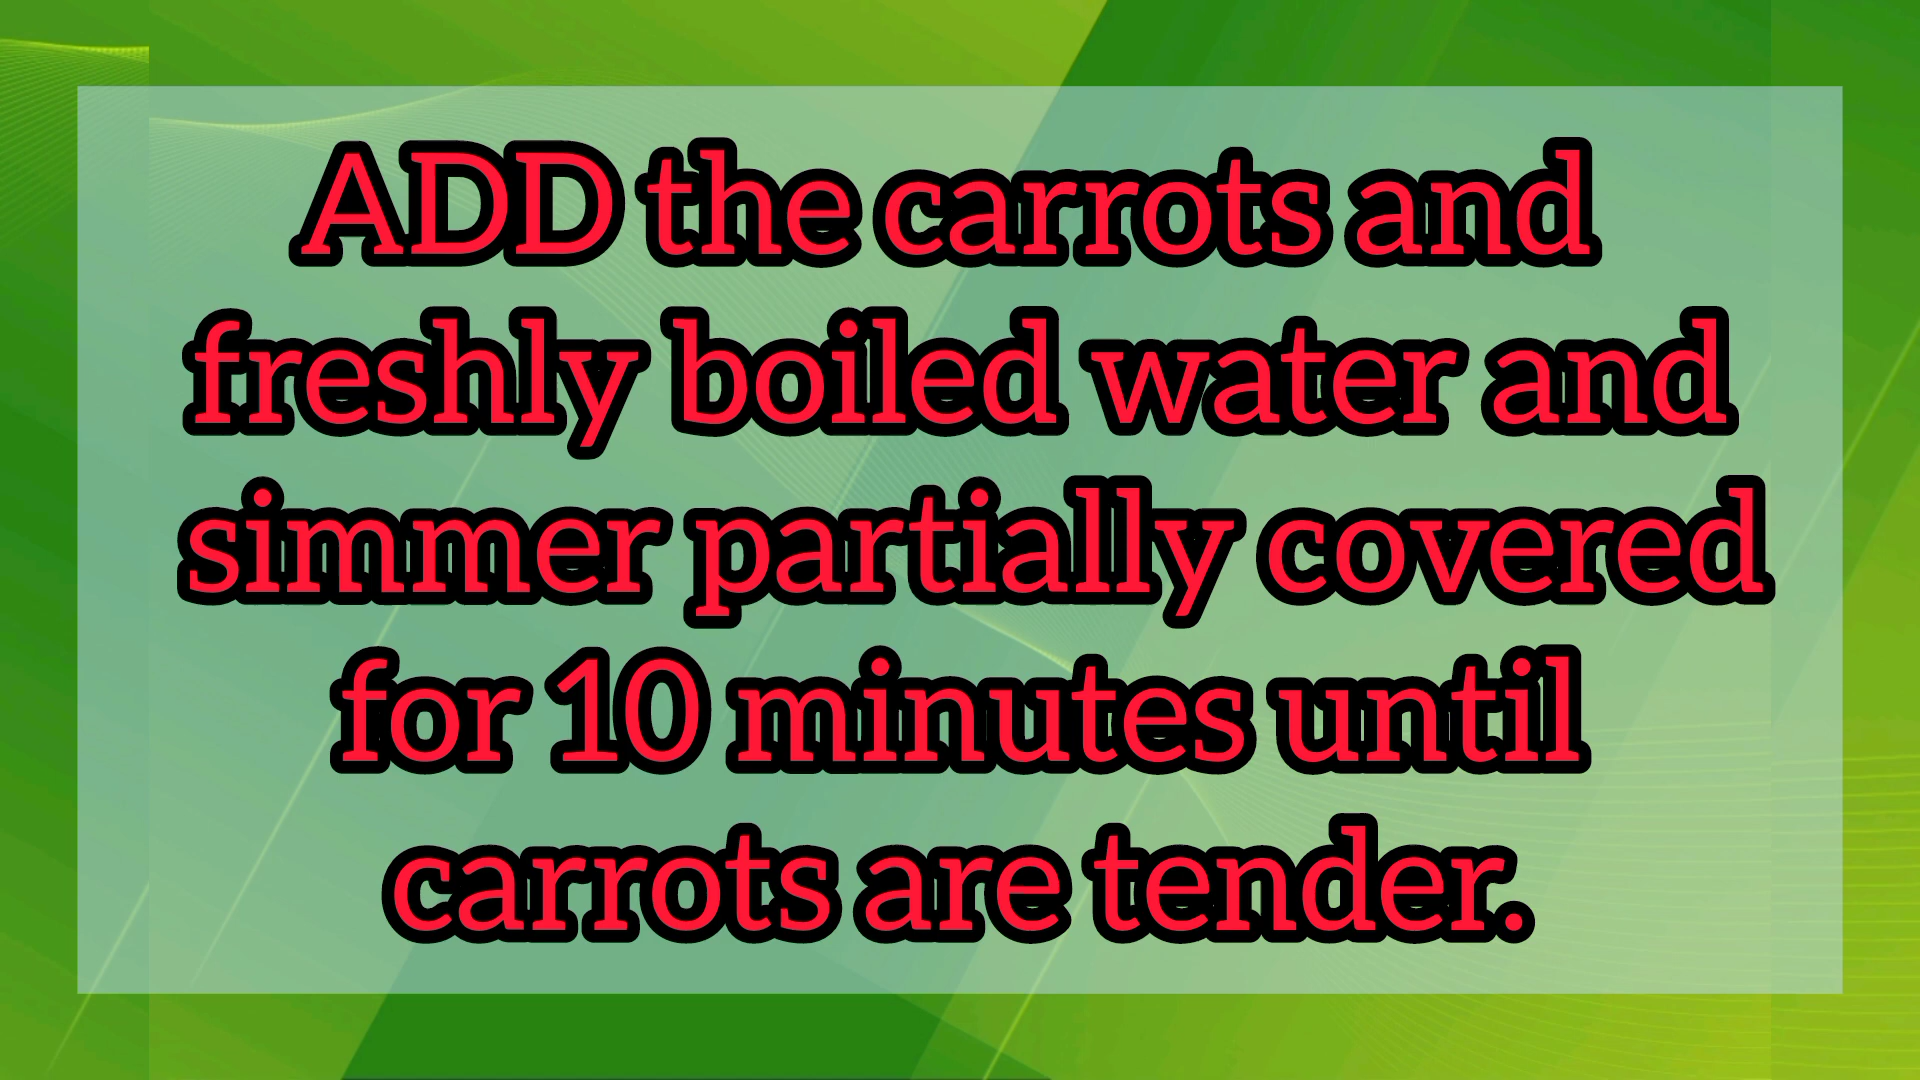 ADD the carrots and
freshly boiled water and
simmer partially covered
for 10 minutes until
carrots are tender.